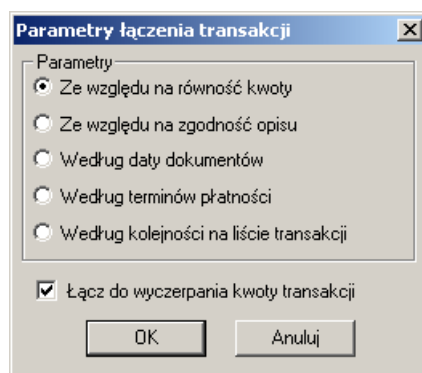 Parametry łączenia transakcji
Parametry
Ze względu na równość kwoty
Ze względu na zgodność opisu
Według daty dokumentów
Według terminów płatności
Według kolejności na liście transakcji
Łącz do wyczerpania kwoty transakcji
OK Anuluj